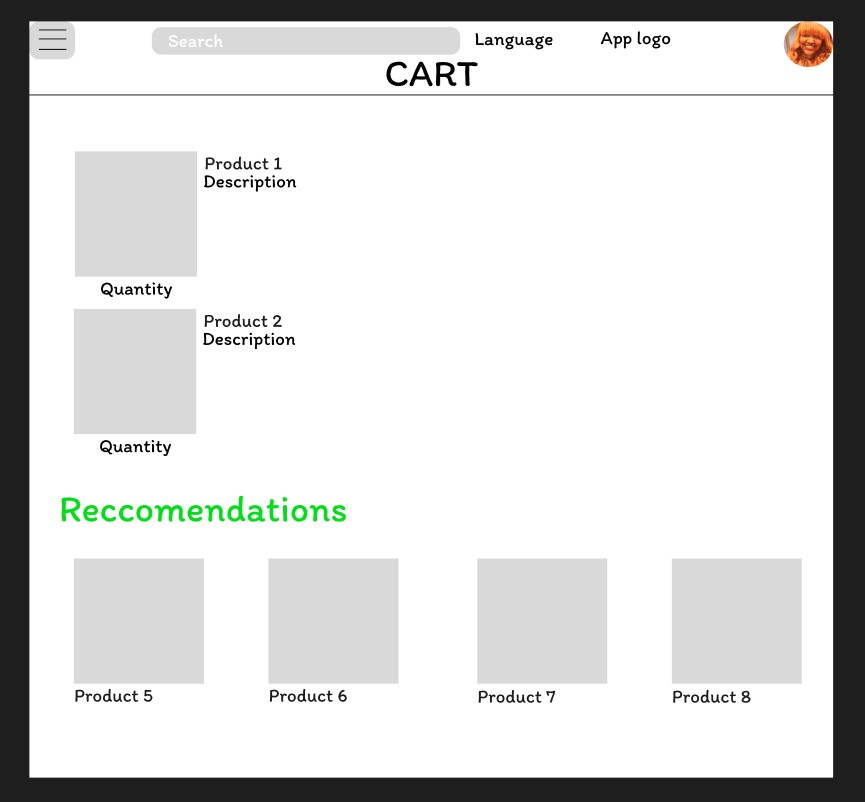 Search
Language
App logo
CART
Product 1
Description
Quantity
Product 2
Description
Quantity
Reccomendations
Product 5
Product 6
Product 7
Product 8